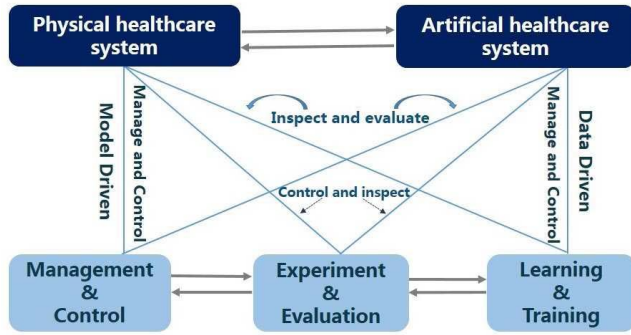 Physical healthcare
system
Artificial healthcare
system
Model Driven
Manage and Control
Inspect and evaluate
Control and inspect
Manage and Control
Data Driven
Management
&
Control
Experiment
&
Evaluation
Learning
&
Training